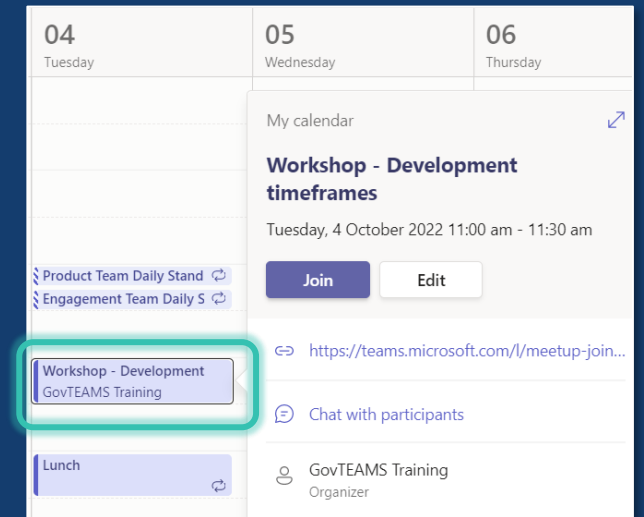 04
Tuesday
05
Wednesday
06
Thursday
Product Team Daily Stand
Engagement Team Daily S
Workshop - Development
GovTEAMS Training
Lunch
My calendar
Workshop - Development
timeframes
Tuesday, 4 October 2022 11:00 am - 11:30 am
Join Edit
https://teams.microsoft.com/l/meetup-join...
Chat with participants
GovTEAMS Training
Organizer